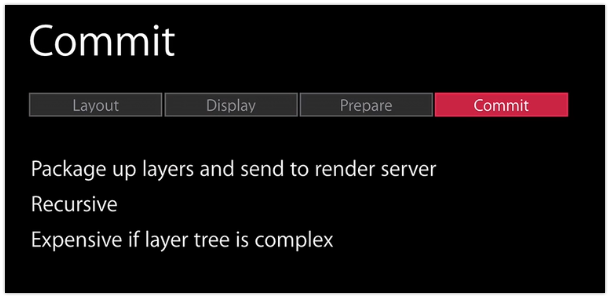 Commit
Layout Display Prepare Commit
Package up layers and send to render server
Recursive
Expensive if layer tree is complex